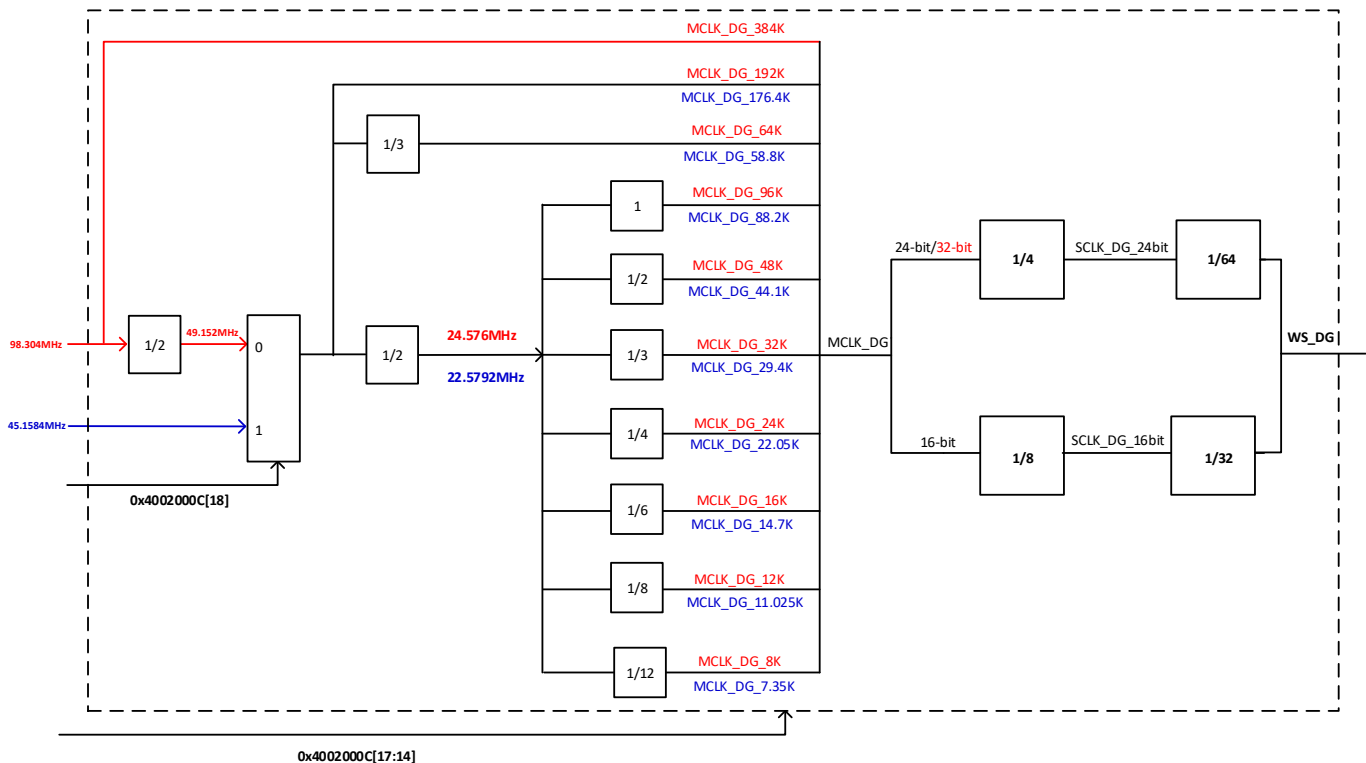 MCLK_DG_384K
MCLK_DG_192K
MCLK_DG_176.4K
1/3
MCLK_DG_64K
MCLK_DG_58.8K
1
MCLK_DG_96K
MCLK_DG_88.2K
1/2
MCLK_DG_48K
MCLK_DG_44.1K
24-bit/32-bit
1/4
SCLK_DG_24bit
1/64
98.304MHz
1/2
49.152MHz
0
1/2
24.576MHz
22.5792MHz
1/3
MCLK_DG_32K
MCLK_DG_29.4K
MCLK_DG
WS_DG
45.1584MHz
1
1/4
MCLK_DG_24K
MCLK_DG_22.05K
16-bit
1/8
SCLK_DG_16bit
1/32
0x4002000C[18]
1/6
MCLK_DG_16K
MCLK_DG_14.7K
1/8
MCLK_DG_12K
MCLK_DG_11.025K
1/12
MCLK_DG_8K
MCLK_DG_7.35K
0x4002000C[17:14]